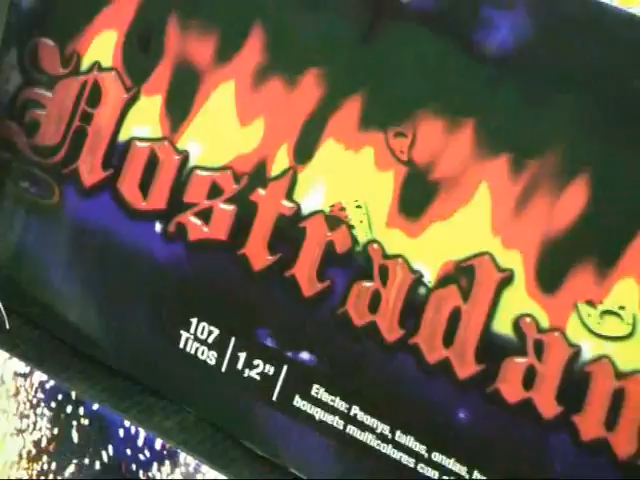 Nostradam
107
Tiros
1,2"
Efecto: Peonys, tallos, ondas,
bouquets multicolores con